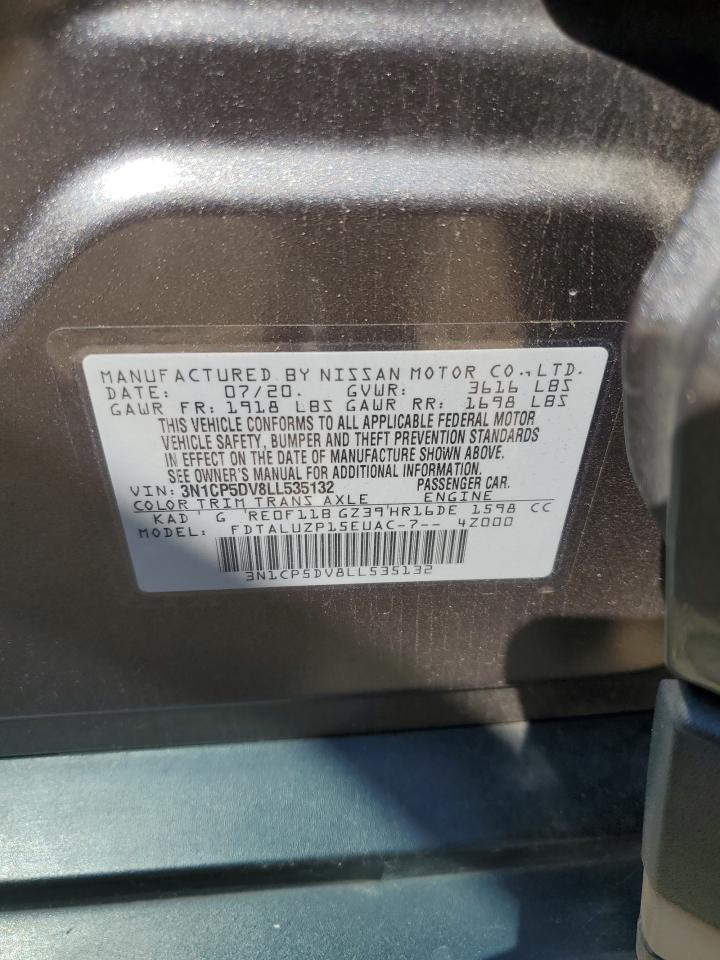 MANUFACTURED BY NISSAN MOTOR CO., LTD.
DATE: 07/20. GVWR: 3616 LBS
GAWR FR: 1918 LBS GAWR RR: 1698 LBS
THIS VEHICLE CONFORMS TO ALL APPLICABLE FEDERAL MOTOR
VEHICLE SAFETY, BUMPER AND THEFT PREVENTION STANDARDS
IN EFFECT ON THE DATE OF MANUFACTURE SHOWN ABOVE.
SEE OWNER'S MANUAL FOR ADDITIONAL INFORMATION.
VIN: 3N1CP5DV8LL535132 PASSENGER CAR.
COLOR TRIM TRANS AXLE ENGINE
KAD ' G RE0F11B GZ39'HR16DE 1598 CC
MODEL: FDTALUZP15EUAC-7-- 4Z000
3N1CP5DV8LL535132